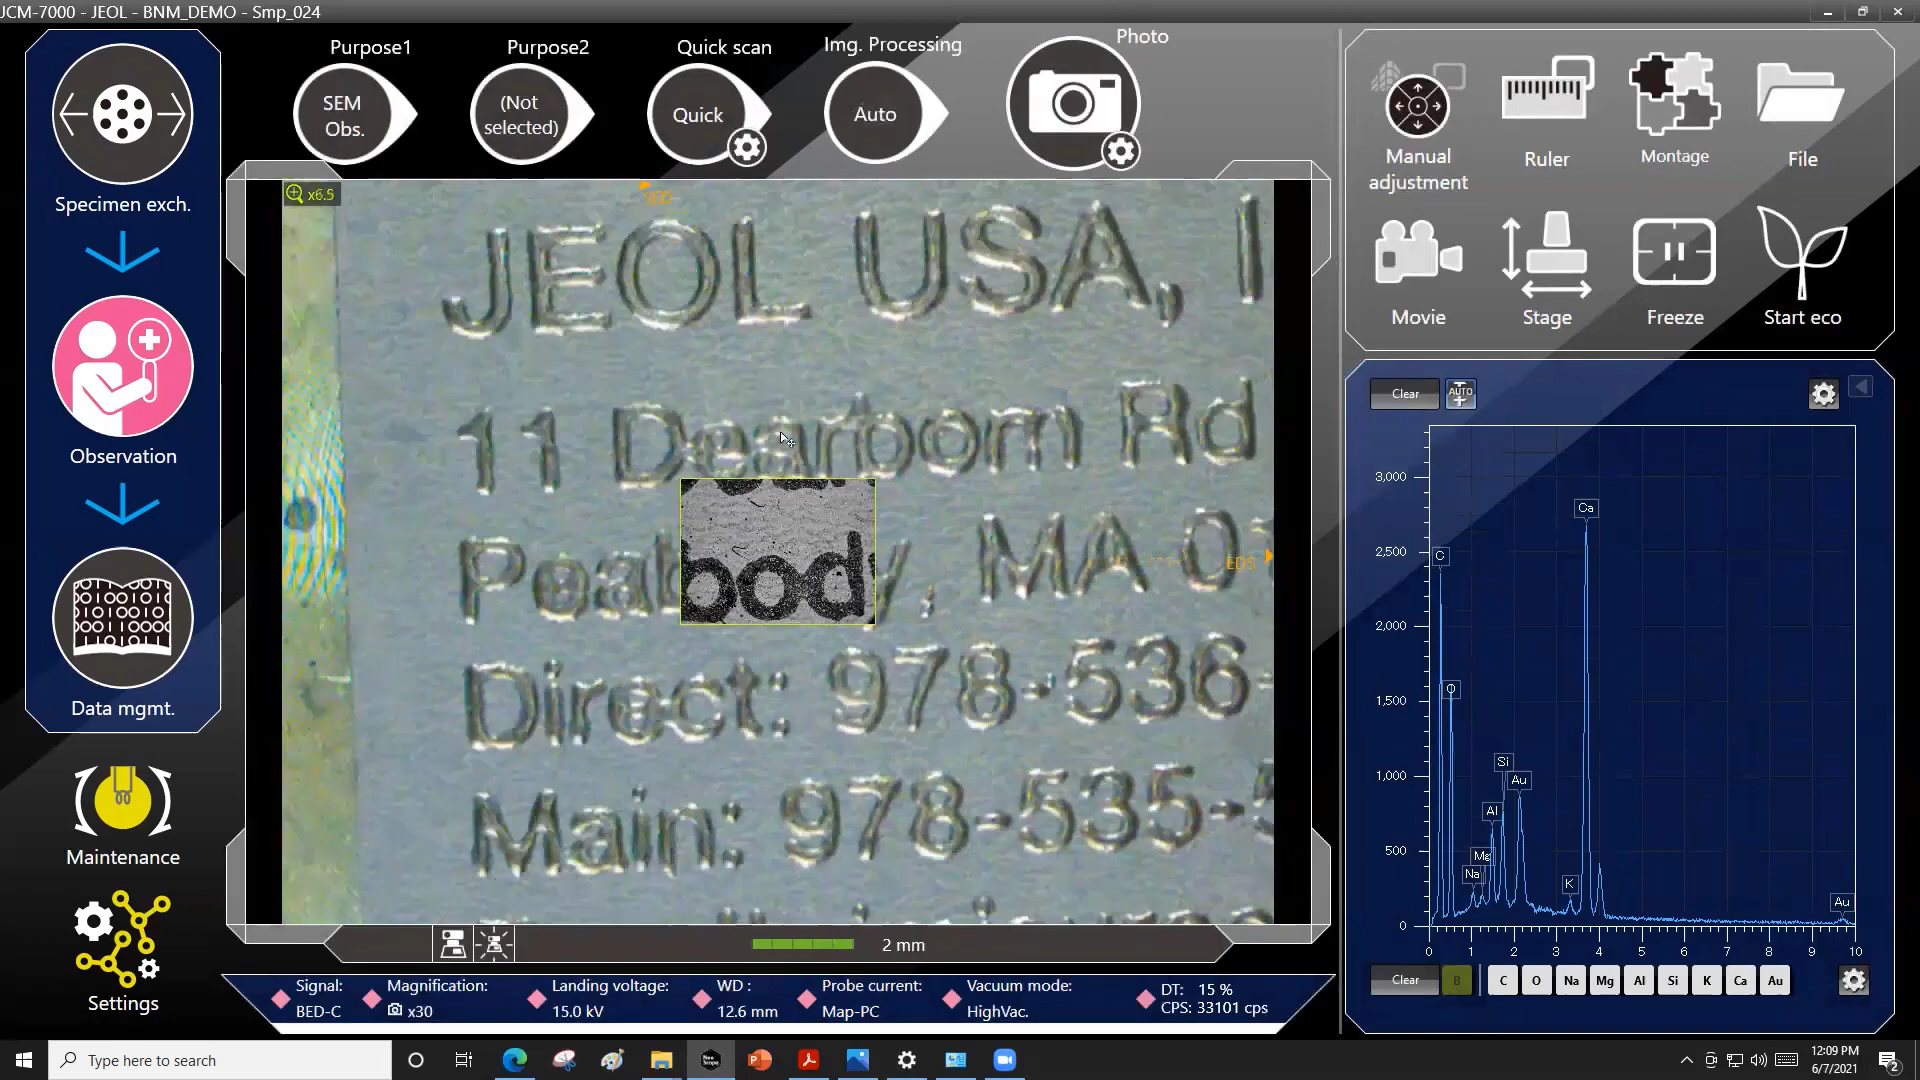 JCM-7000 - JEOL - BNM_DEMO - Smp_024
Purpose1
Purpose2
Quick scan
Img. Processing
Photo
SEM
Obs.
(Not
selected)
Quick
Auto
Specimen exch.
Observation
Data mgmt.
Maintenance
Settings
x6.5
JEOL USA, I
11 Dearborn Rd
Peabody, MA 0
EDS
Direct: 978-536-
Main: 978-535-5
2 mm
Signal:
BED-C
Magnification:
x30
Landing voltage:
15.0 kV
WD :
12.6 mm
Probe current:
Map-PC
Vacuum mode:
HighVac.
DT: 15 %
CPS: 33101 cps
Manual
adjustment
Ruler
Montage
File
Movie
Stage
Freeze
Start eco
Clear
AUTO
3,000
2,500
2,000
1,500
1,000
500
0
C
O
Na
Mg
Al
Si
Au
K
Ca
Au
0 1 2 3 4 5 6 7 8 9 10
Clear B C O Na Mg Al Si K Ca Au
Type here to search
12:09 PM
6/7/2021
2